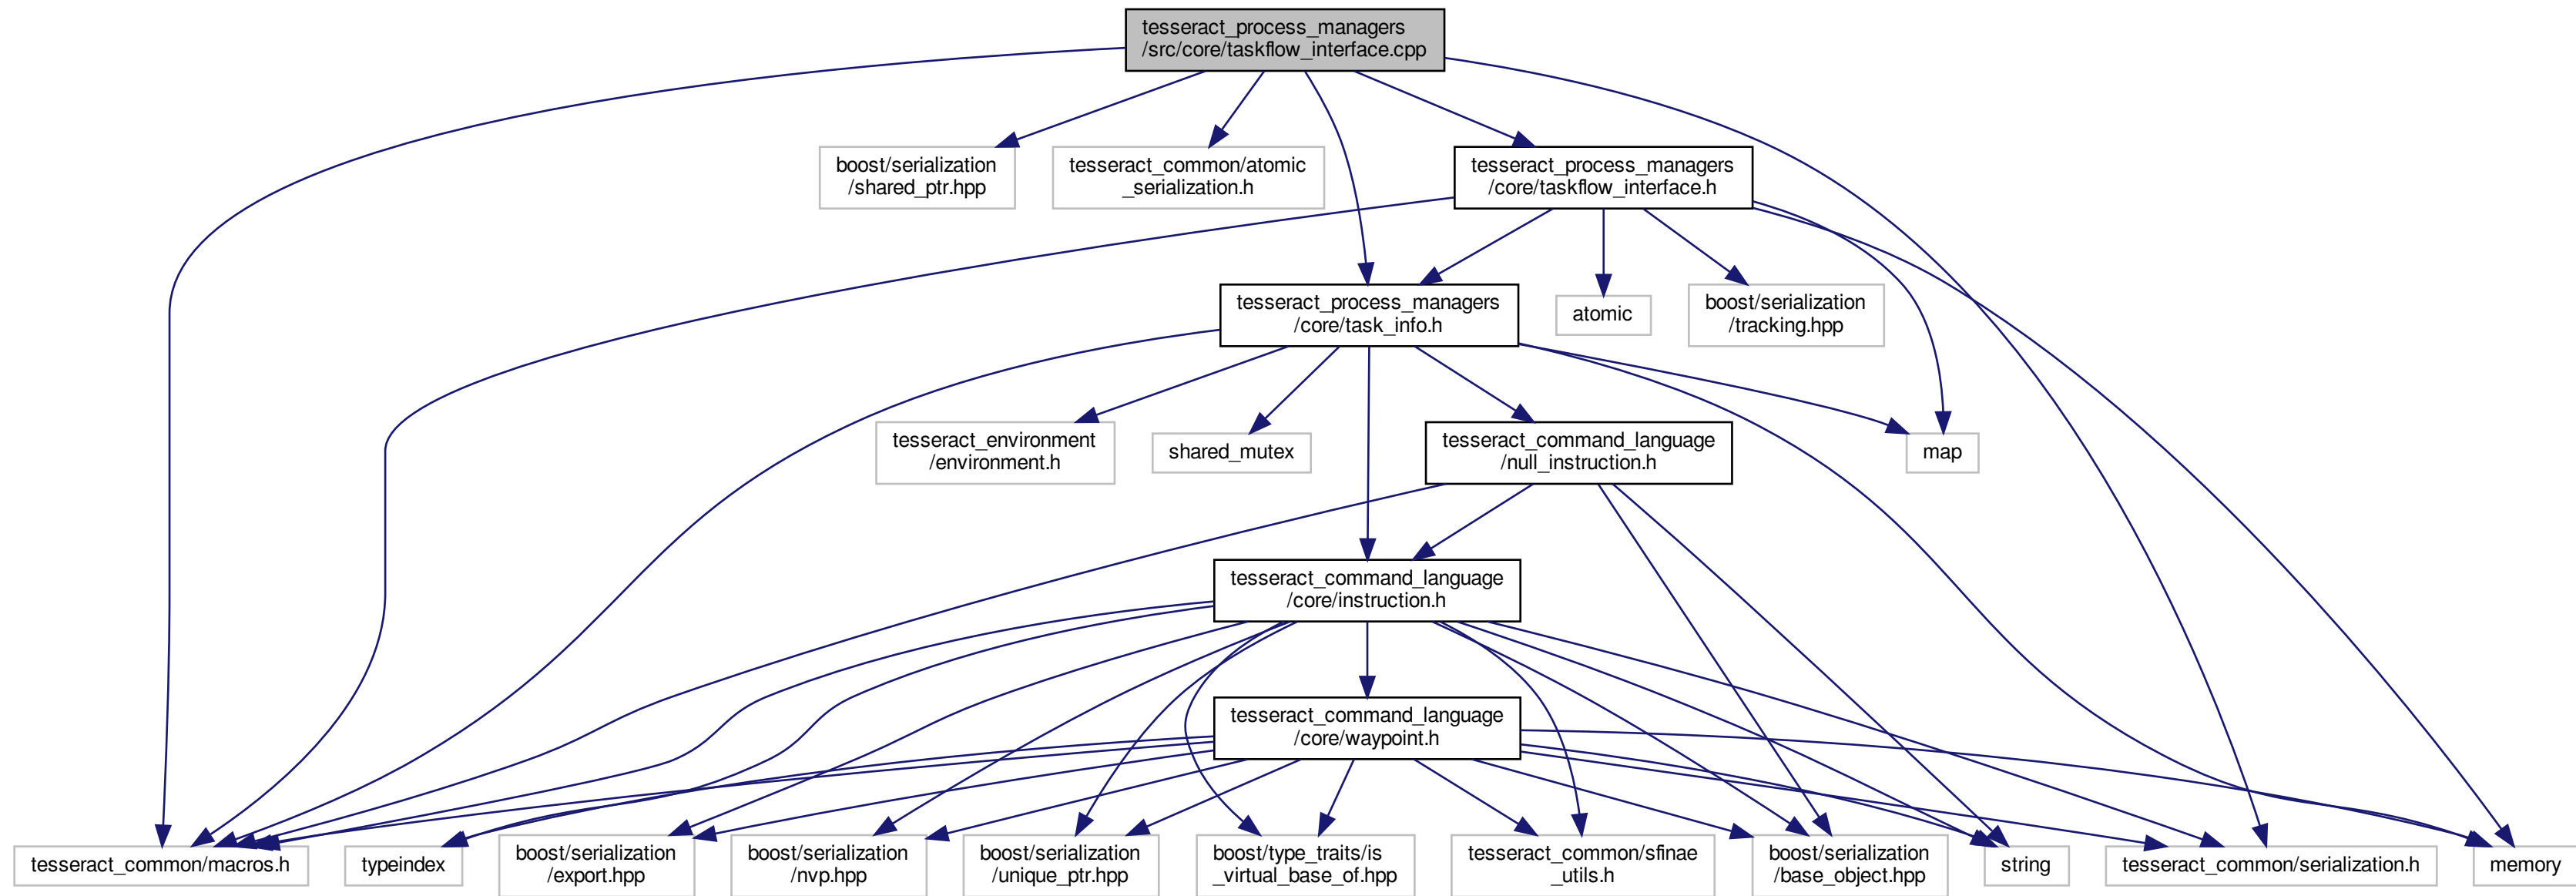 tesseract_process_managers
/src/core/taskflow_interface.cpp
boost/serialization
/shared_ptr.hpp
tesseract_common/atomic
_serialization.h
tesseract_process_managers
/core/taskflow_interface.h
tesseract_process_managers
/core/task_info.h
atomic
boost/serialization
/tracking.hpp
tesseract_environment
/environment.h
shared_mutex
tesseract_command_language
/null_instruction.h
map
tesseract_command_language
/core/instruction.h
tesseract_command_language
/core/waypoint.h
tesseract_common/macros.h
typeindex
boost/serialization
/export.hpp
boost/serialization
/nvp.hpp
boost/serialization
/unique_ptr.hpp
boost/type_traits/is
_virtual_base_of.hpp
tesseract_common/sfinae
_utils.h
boost/serialization
/base_object.hpp
string
tesseract_common/serialization.h
memory